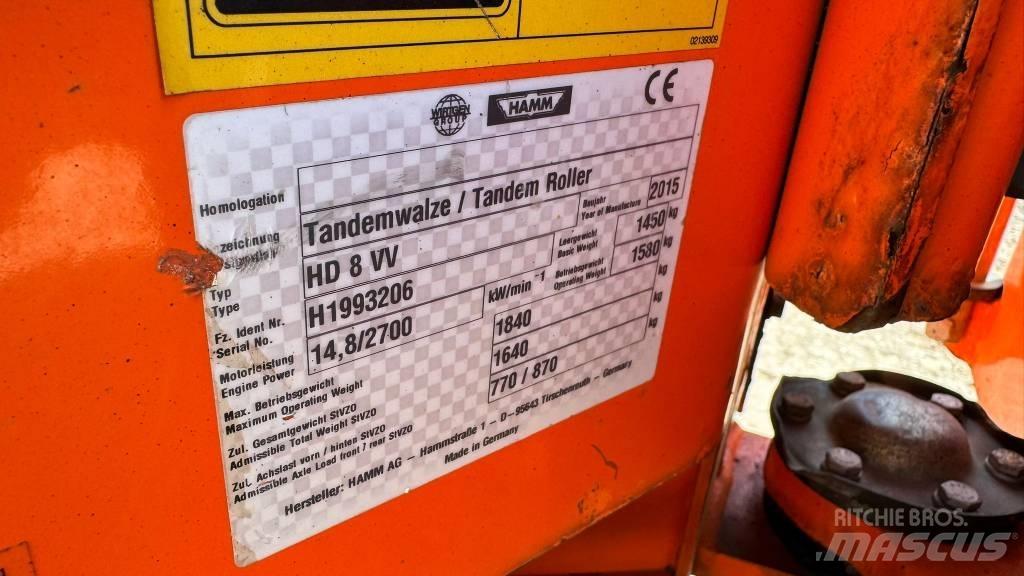 02139309
WIRTGEN GROUP
HAMM
CE
Homologation
Tandemwalze / Tandem Roller
Typ
Type
HD 8 VV
Baujahr
Year of Manufacture
2015
Fz. Ident Nr.
Serial No.
H1993206
Leergewicht
Basic Weight
1450 kg
Motorleistung
Engine Power
14,8/2700
kW/min -1
Betriebsgewicht
Operating Weight
1580 kg
Max. Betriebsgewicht
Maximum Operating Weight
1840 kg
Zul. Gesamtgewicht StVZO
Admissible Total Weight StVZO
1640 kg
Zul. Achslast vorn / hinten StVZO
Admissible Axle Load front / rear StVZO
770 / 870 kg
Hersteller: HAMM AG – Hammstraße 1 – D–95643 Tirschenreuth – Germany
Made in Germany
RITCHIE BROS.
MASCUS